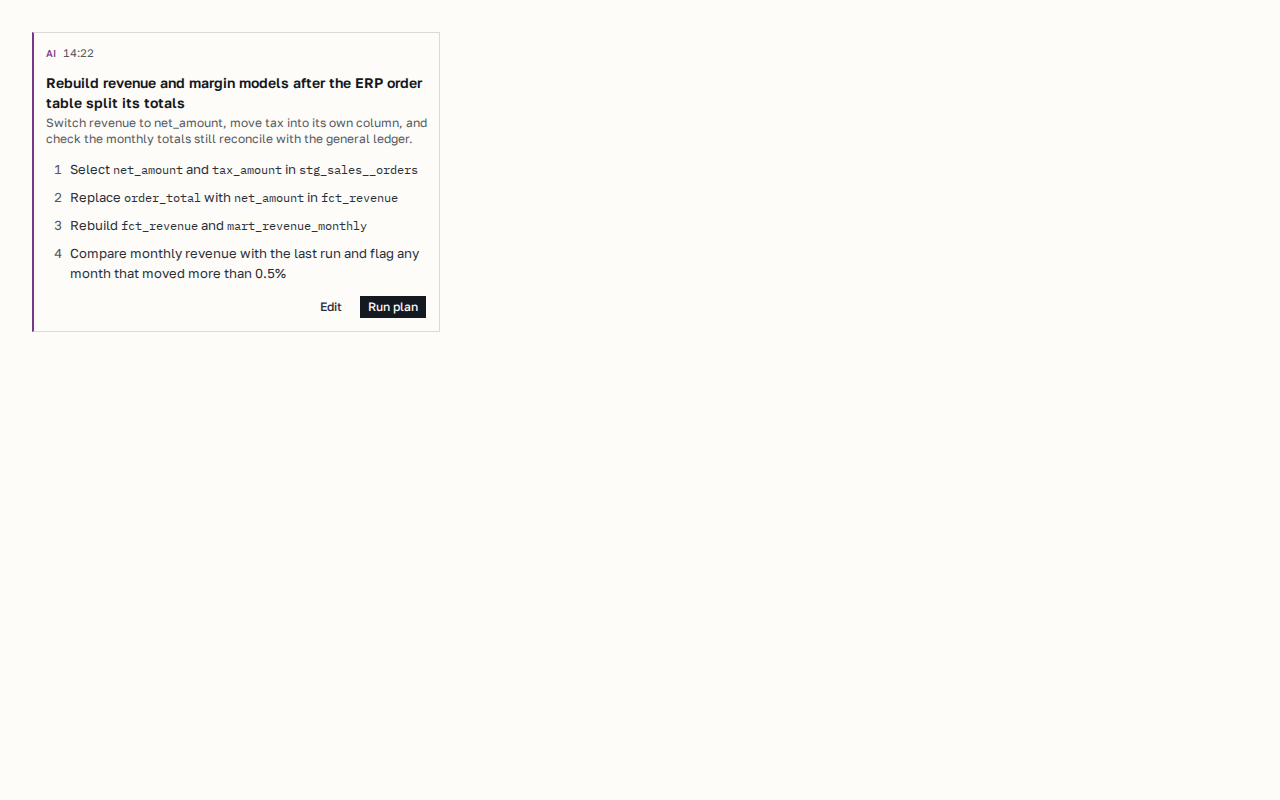 AI 14:22
Rebuild revenue and margin models after the ERP order
table split its totals
Switch revenue to net_amount, move tax into its own column, and
check the monthly totals still reconcile with the general ledger.
1 Select net_amount and tax_amount in stg_sales__orders
2 Replace order_total with net_amount in fct_revenue
3 Rebuild fct_revenue and mart_revenue_monthly
4 Compare monthly revenue with the last run and flag any
month that moved more than 0.5%
Edit Run plan